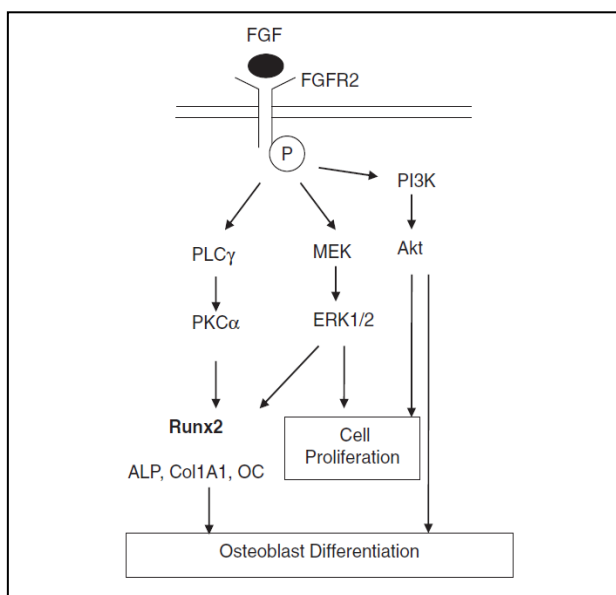 FGF
FGFR2
P
PI3K
PLCγ
MEK
Akt
PKCα
ERK1/2
Runx2
Cell
Proliferation
ALP, Col1A1, OC
Osteoblast Differentiation